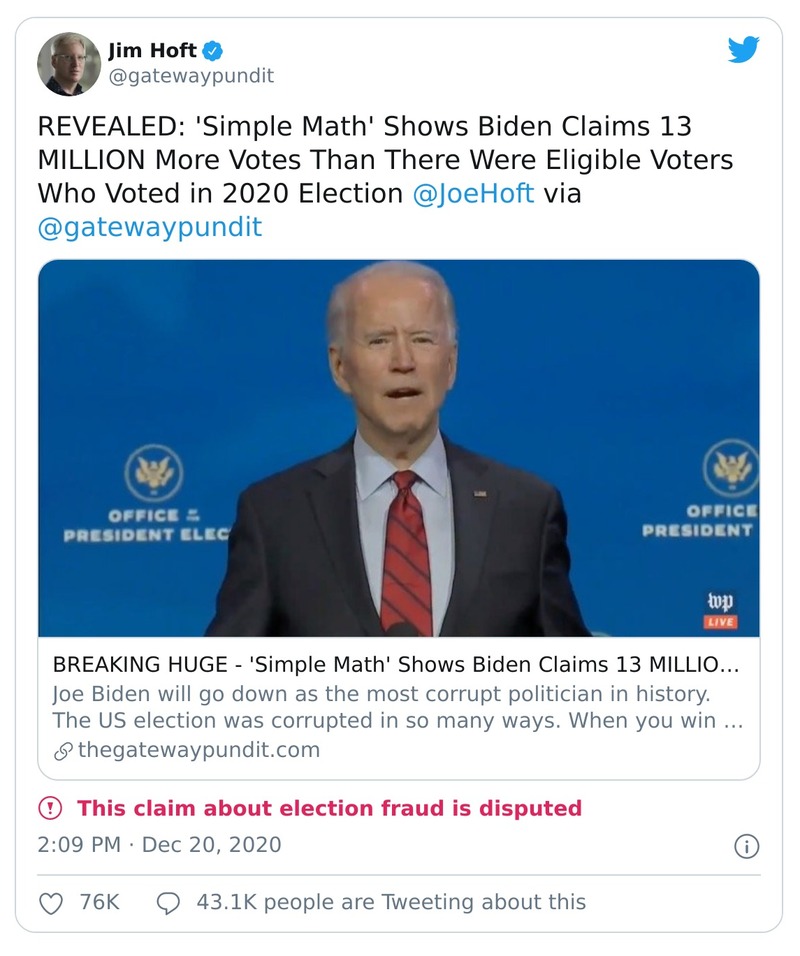 Jim Hoft
@gatewaypundit
REVEALED: 'Simple Math' Shows Biden Claims 13
MILLION More Votes Than There Were Eligible Voters
Who Voted in 2020 Election @JoeHoft via
@gatewaypundit
OFFICE OF THE
PRESIDENT ELEC
OFFICE
PRESIDENT
wp
LIVE
BREAKING HUGE - 'Simple Math' Shows Biden Claims 13 MILLIO...
Joe Biden will go down as the most corrupt politician in history.
The US election was corrupted in so many ways. When you win ...
thegatewaypundit.com
This claim about election fraud is disputed
2:09 PM · Dec 20, 2020
76K
43.1K people are Tweeting about this